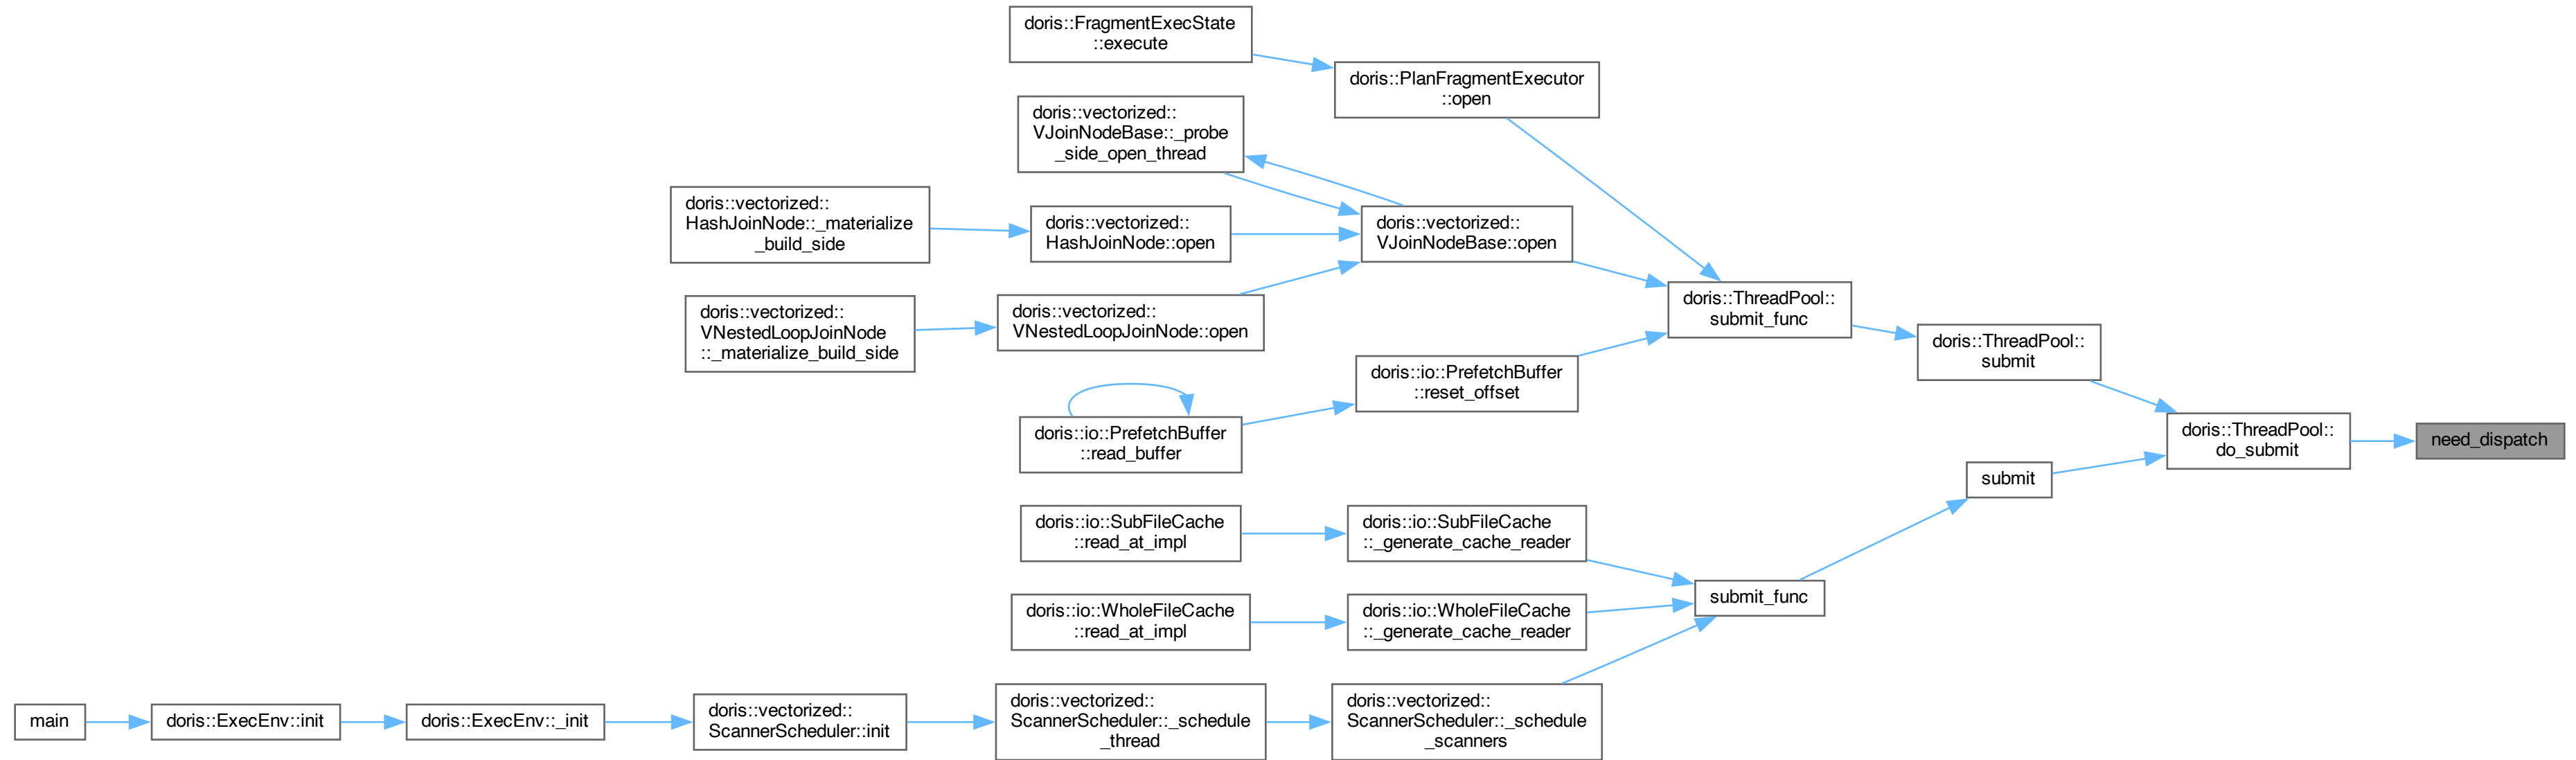 doris::FragmentExecState
::execute
doris::PlanFragmentExecutor
::open
doris::vectorized::
VJoinNodeBase::_probe
_side_open_thread
doris::vectorized::
HashJoinNode::_materialize
_build_side
doris::vectorized::
HashJoinNode::open
doris::vectorized::
VJoinNodeBase::open
doris::vectorized::
VNestedLoopJoinNode
::_materialize_build_side
doris::vectorized::
VNestedLoopJoinNode::open
doris::ThreadPool::
submit_func
doris::ThreadPool::
submit
doris::io::PrefetchBuffer
::reset_offset
doris::io::PrefetchBuffer
::read_buffer
doris::ThreadPool::
do_submit
need_dispatch
submit
doris::io::SubFileCache
::read_at_impl
doris::io::SubFileCache
::_generate_cache_reader
submit_func
doris::io::WholeFileCache
::read_at_impl
doris::io::WholeFileCache
::_generate_cache_reader
main
doris::ExecEnv::init
doris::ExecEnv::_init
doris::vectorized::
ScannerScheduler::init
doris::vectorized::
ScannerScheduler::_schedule
_thread
doris::vectorized::
ScannerScheduler::_schedule
_scanners